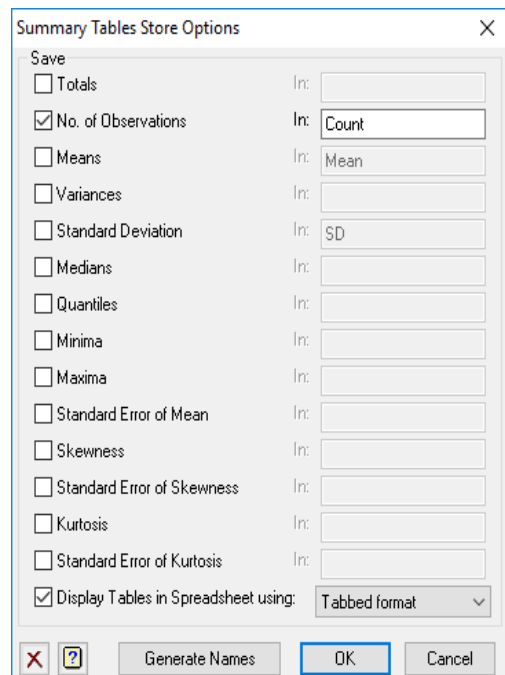 Summary Tables Store Options
Save
Totals In:
No. of Observations In: Count
Means In: Mean
Variances In:
Standard Deviation In: SD
Medians In:
Quantiles In:
Minima In:
Maxima In:
Standard Error of Mean In:
Skewness In:
Standard Error of Skewness In:
Kurtosis In:
Standard Error of Kurtosis In:
Display Tables in Spreadsheet using: Tabbed format
? Generate Names OK Cancel